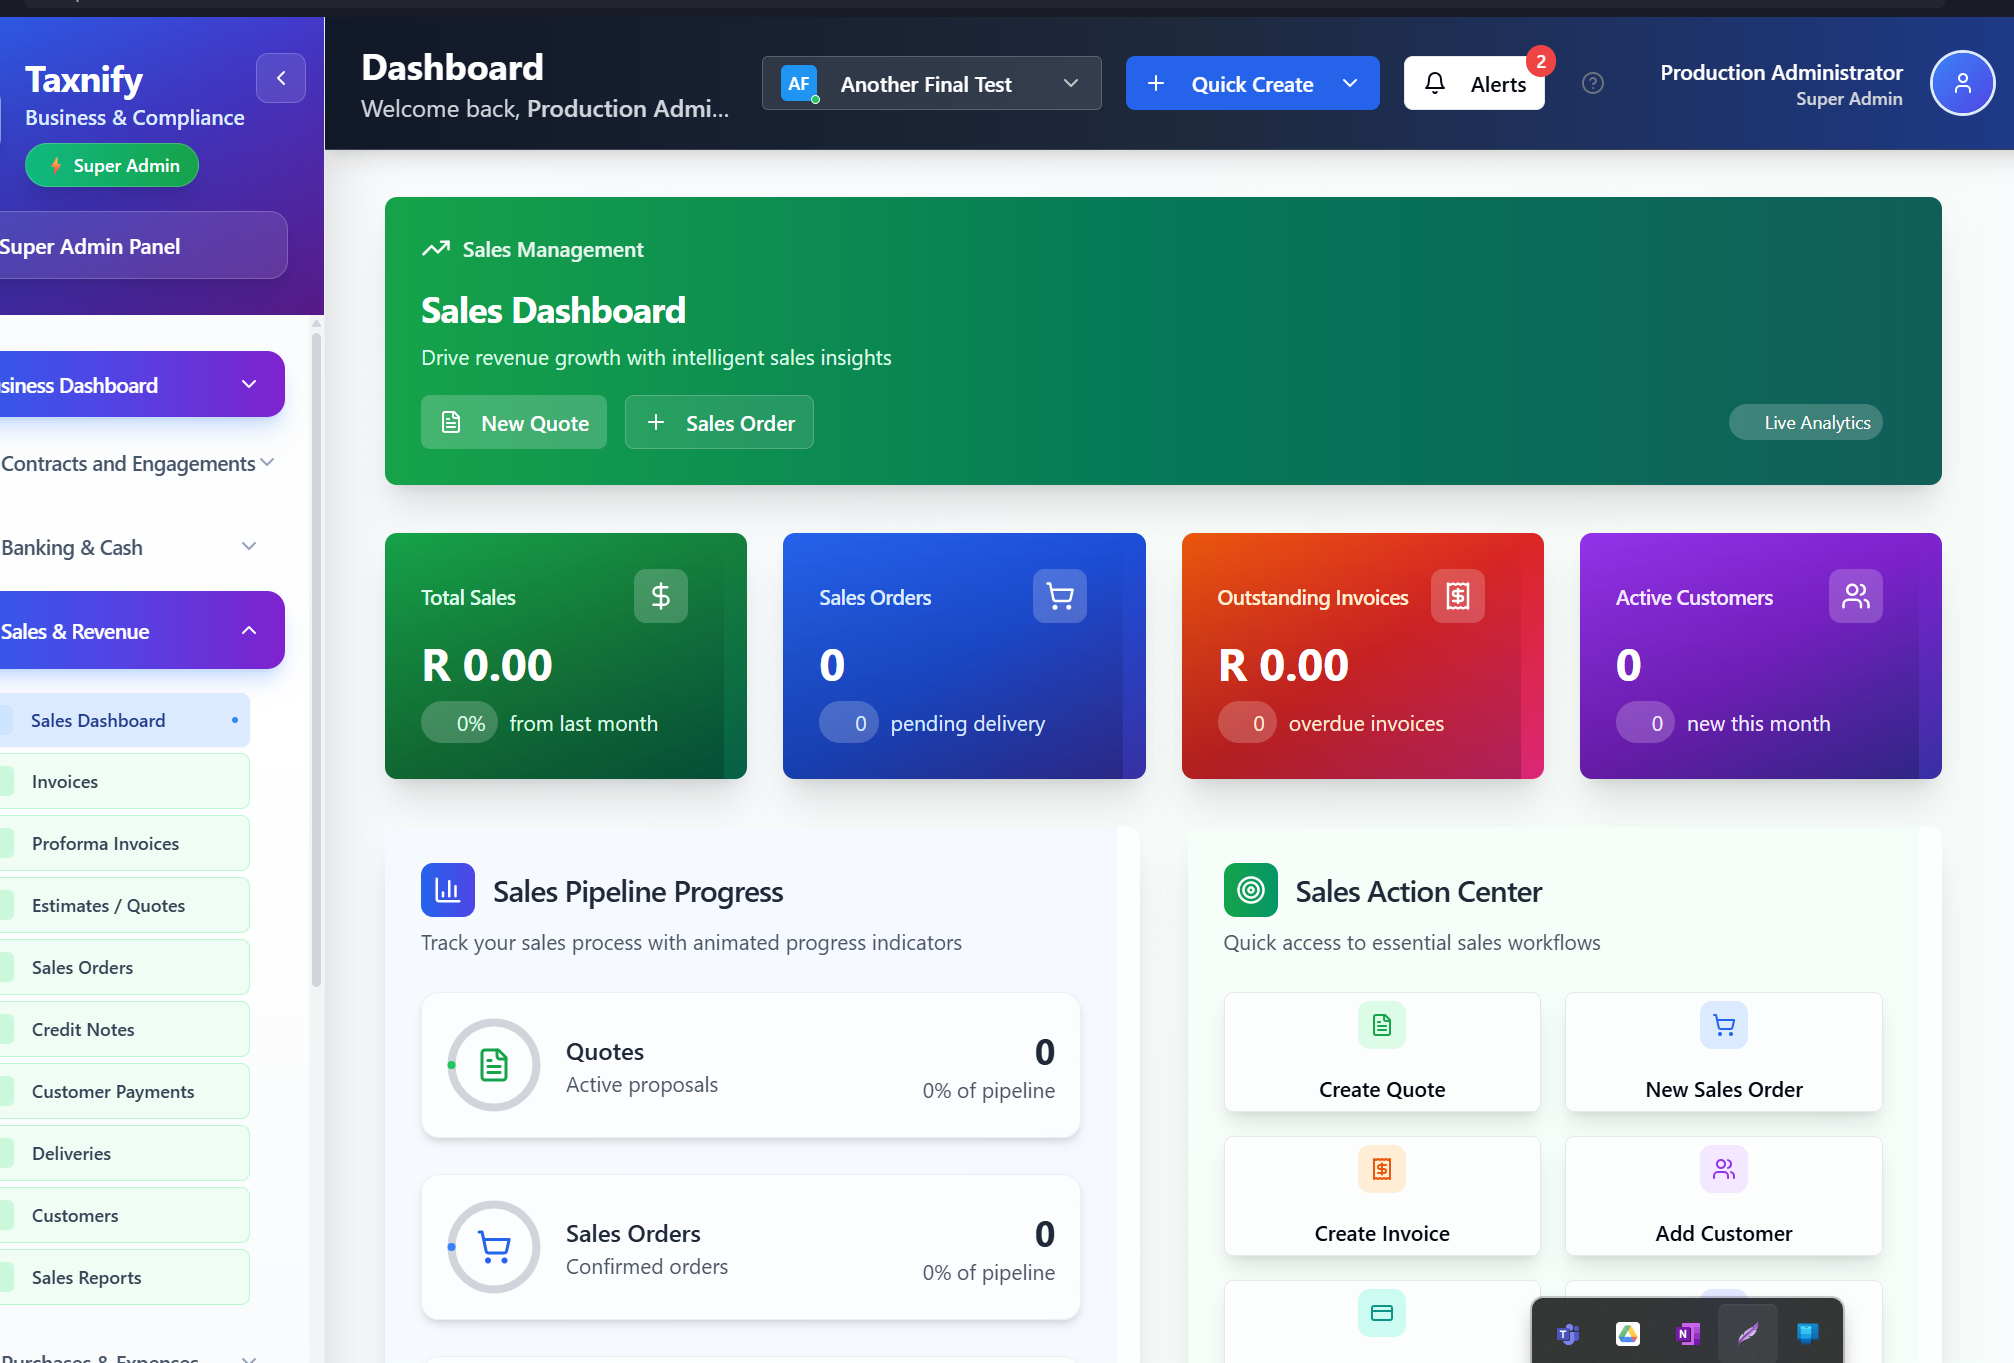 Taxnify
Business & Compliance
Super Admin
Super Admin Panel
siness Dashboard
Contracts and Engagements
Banking & Cash
Sales & Revenue
Sales Dashboard
Invoices
Proforma Invoices
Estimates / Quotes
Sales Orders
Credit Notes
Customer Payments
Deliveries
Customers
Sales Reports
Purchases & Expenses
Dashboard
Welcome back, Production Admi...
AF Another Final Test
Quick Create
Alerts
2
Production Administrator
Super Admin
Sales Management
Sales Dashboard
Drive revenue growth with intelligent sales insights
New Quote
Sales Order
Live Analytics
Total Sales
R 0.00
0% from last month
Sales Orders
0
0 pending delivery
Outstanding Invoices
R 0.00
0 overdue invoices
Active Customers
0
0 new this month
Sales Pipeline Progress
Track your sales process with animated progress indicators
Quotes
Active proposals
0
0% of pipeline
Sales Orders
Confirmed orders
0
0% of pipeline
Sales Action Center
Quick access to essential sales workflows
Create Quote
New Sales Order
Create Invoice
Add Customer